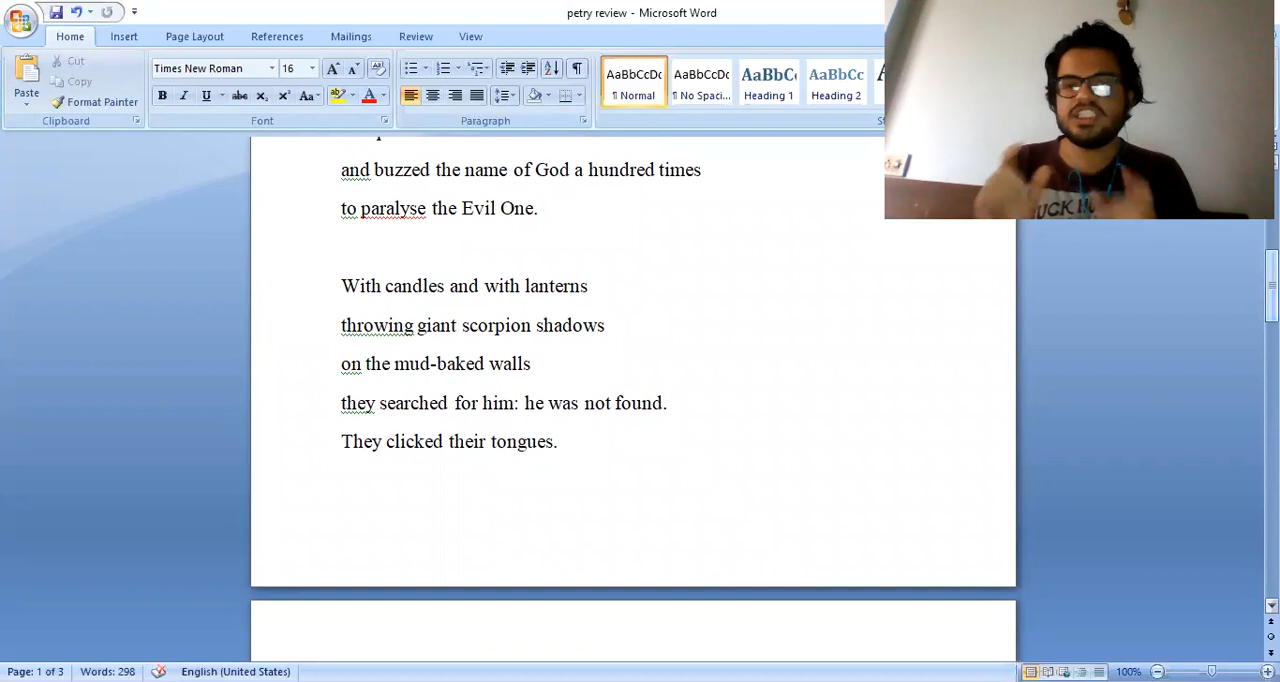 petry review - Microsoft Word
Home Insert Page Layout References Mailings Review View
Paste
Cut
Copy
Format Painter
Clipboard
Times New Roman 16
Font
Paragraph
AaBbCcDc AaBbCcDc AaBbC AaBbCc
¶ Normal ¶ No Spaci... Heading 1 Heading 2
and buzzed the name of God a hundred times
to paralyse the Evil One.
With candles and with lanterns
throwing giant scorpion shadows
on the mud-baked walls
they searched for him: he was not found.
They clicked their tongues.
Page: 1 of 3 Words: 298 English (United States) 100%